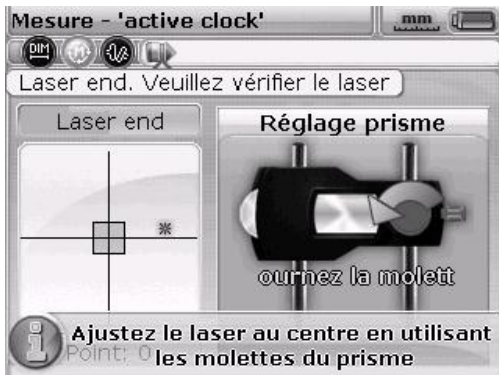 Mesure - 'active clock'
mm
DIM
Laser end. Veuillez vérifier le laser
Laser end
Réglage prisme
ournez la molett
Ajustez le laser au centre en utilisant
Point: 0
les molettes du prisme